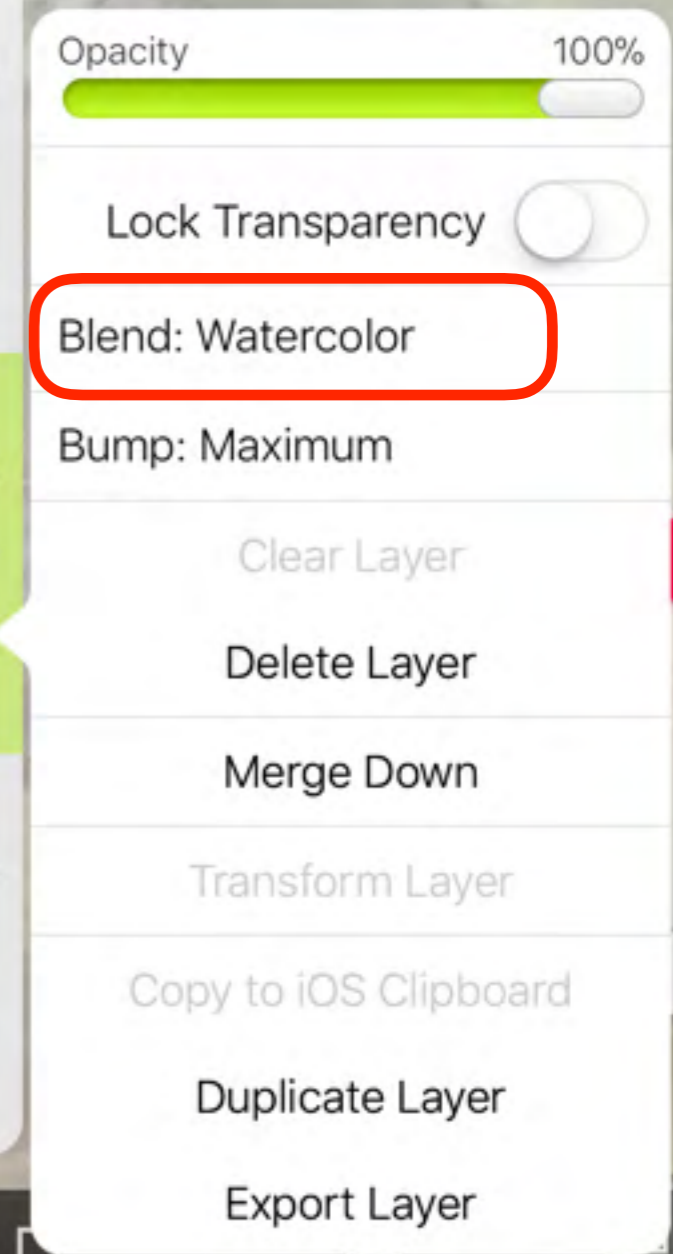 Opacity 100%
Lock Transparency
Blend: Watercolor
Bump: Maximum
Clear Layer
Delete Layer
Merge Down
Transform Layer
Copy to iOS Clipboard
Duplicate Layer
Export Layer